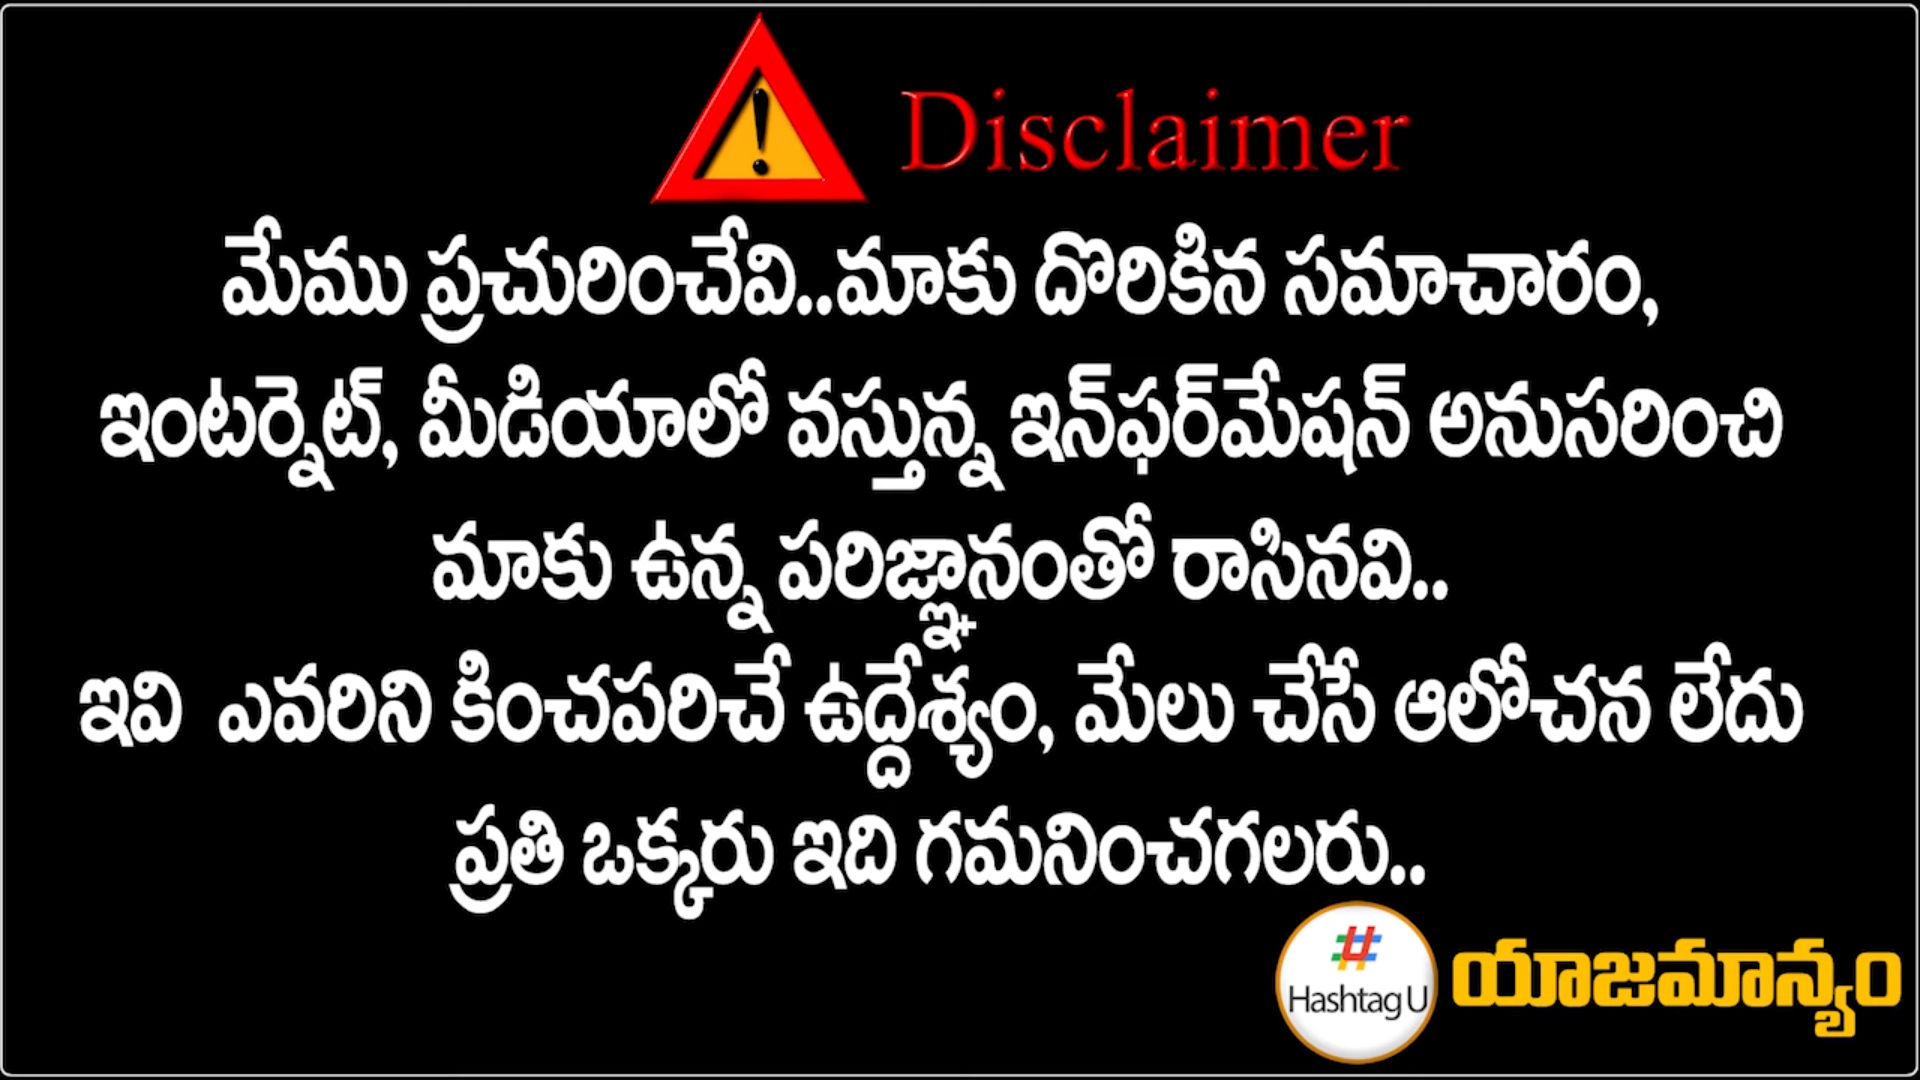 Disclaimer
మేము ప్రచురించేవి..మాకు దొరికిన సమాచారం,
ఇంటర్నెట్, మీడియాలో వస్తున్న ఇన్‌ఫర్‌మేషన్ అనుసరించి
మాకు ఉన్న పరిజ్ఞానంతో రాసినవి..
ఇవి ఎవరిని కించపరిచే ఉద్దేశ్యం, మేలు చేసే ఆలోచన లేదు
ప్రతి ఒక్కరు ఇది గమనించగలరు..
# Hashtag U యాజమాన్యం